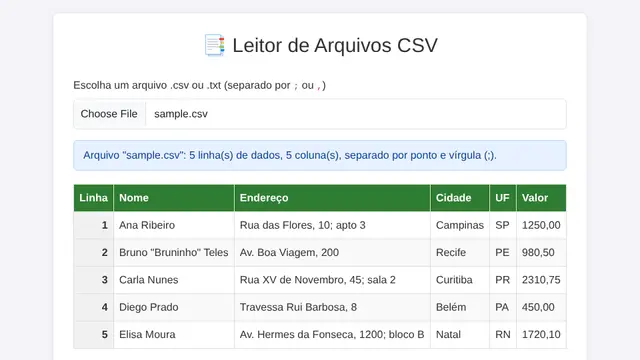 📑 Leitor de Arquivos CSV
Escolha um arquivo .csv ou .txt (separado por ; ou ,)
Choose File sample.csv
Arquivo "sample.csv": 5 linha(s) de dados, 5 coluna(s), separado por ponto e vírgula (;).
Linha Nome Endereço Cidade UF Valor
1 Ana Ribeiro Rua das Flores, 10; apto 3 Campinas SP 1250,00
2 Bruno "Bruninho" Teles Av. Boa Viagem, 200 Recife PE 980,50
3 Carla Nunes Rua XV de Novembro, 45; sala 2 Curitiba PR 2310,75
4 Diego Prado Travessa Rui Barbosa, 8 Belém PA 450,00
5 Elisa Moura Av. Hermes da Fonseca, 1200; bloco B Natal RN 1720,10